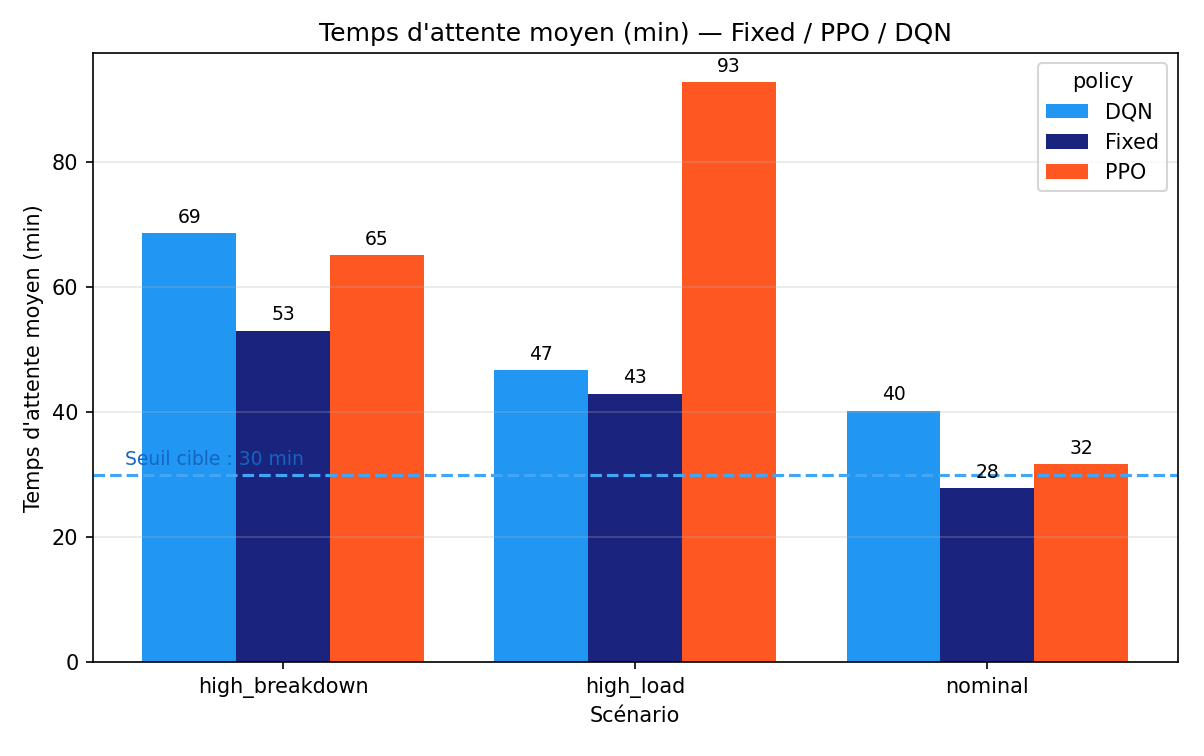 Temps d'attente moyen (min) — Fixed / PPO / DQN
policy
DQN
Fixed
PPO
Temps d'attente moyen (min)
80
60
40
20
0
69
53
65
47
43
93
40
28
32
Seuil cible : 30 min
high_breakdown
high_load
nominal
Scénario